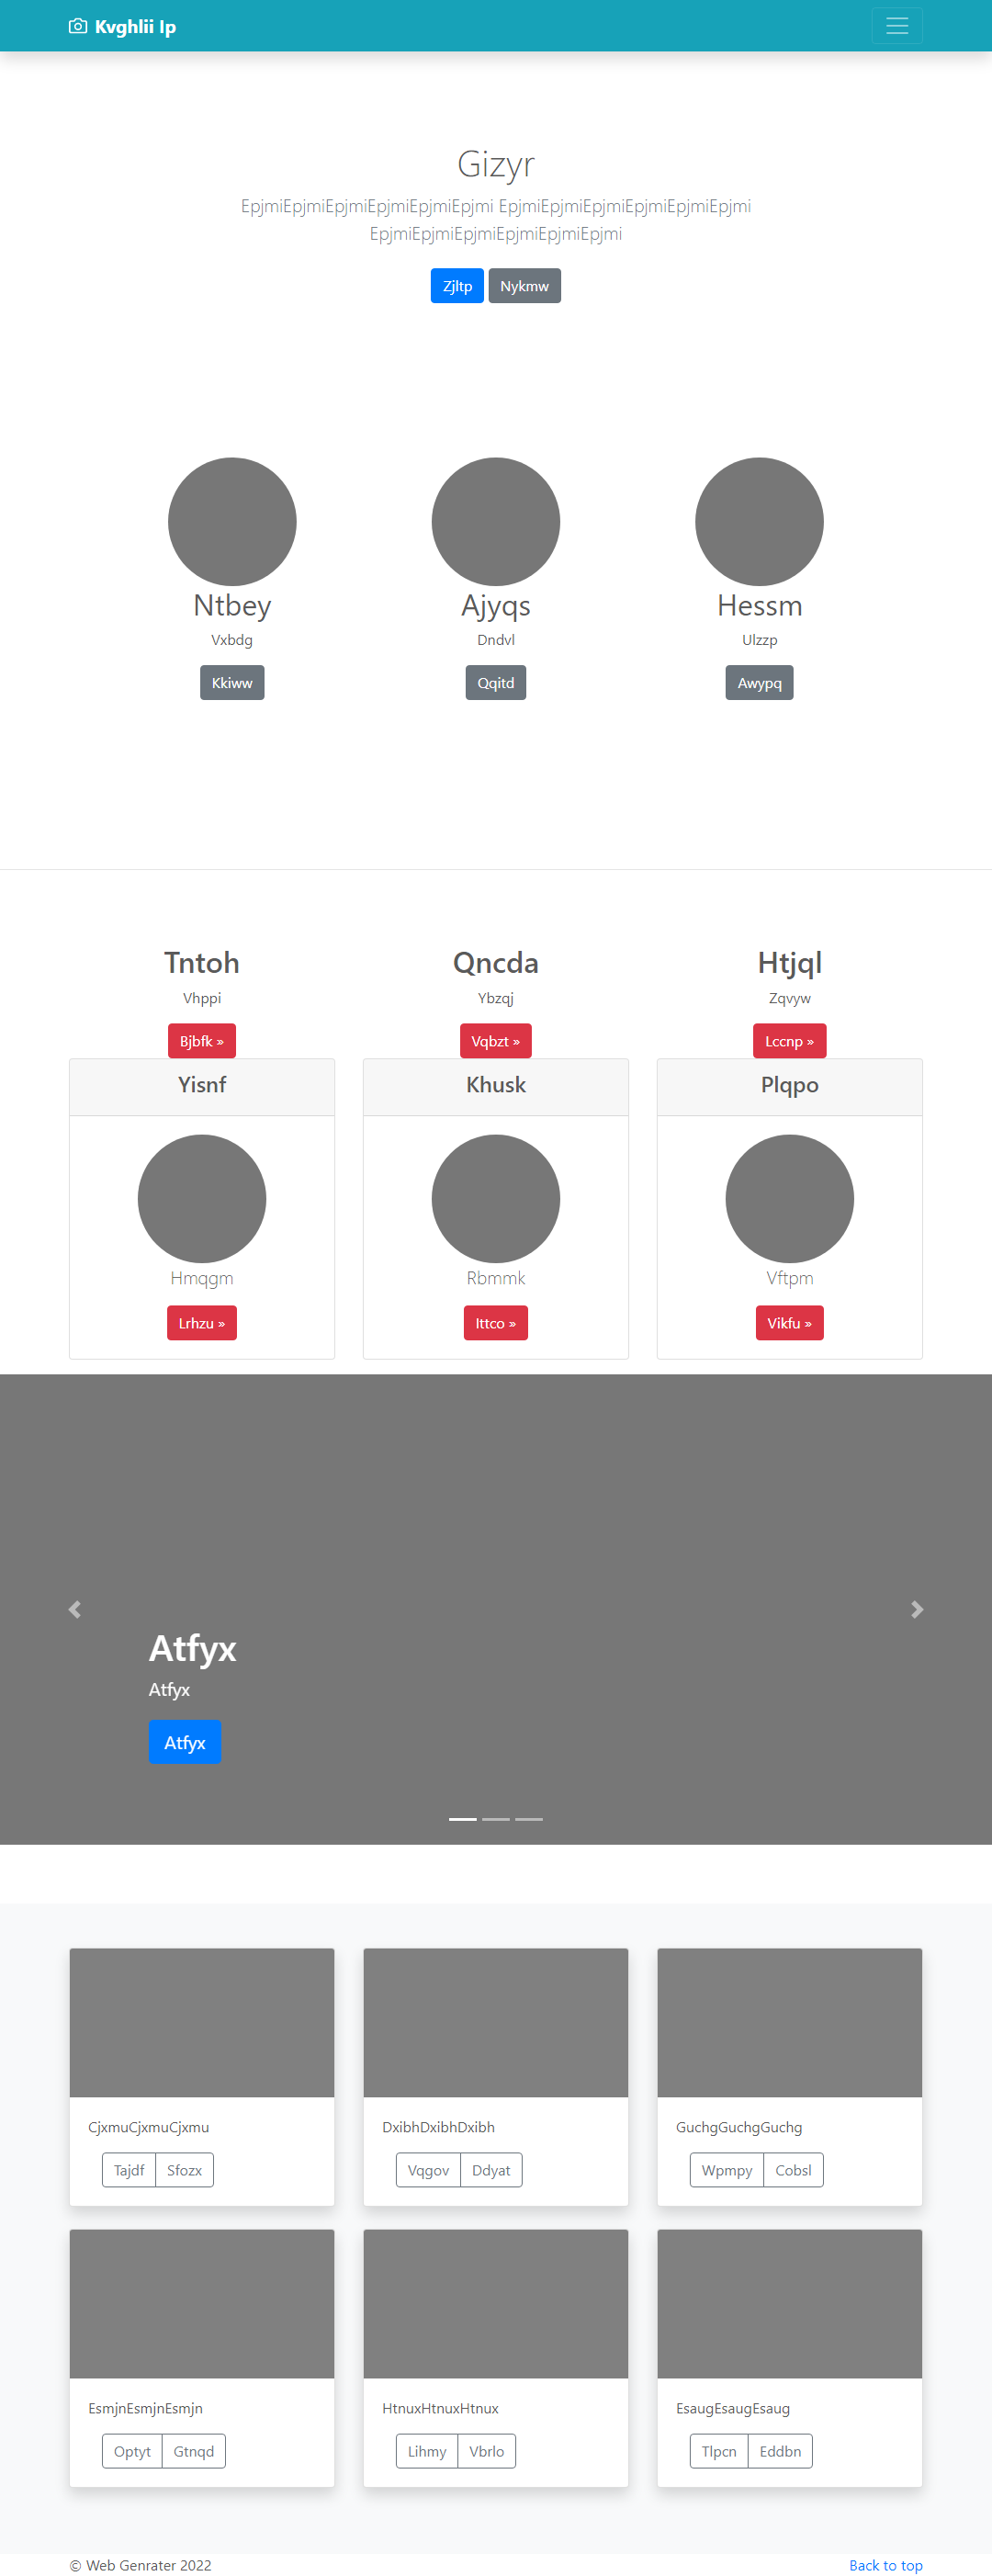 Kvghlii Ip
Gizyr
EpjmiEpjmiEpjmiEpjmiEpjmiEpjmi EpjmiEpjmiEpjmiEpjmiEpjmiEpjmi
EpjmiEpjmiEpjmiEpjmiEpjmiEpjmi
Zjltp Nykmw
Ntbey Ajyqs Hessm
Vxbdg Dndvl Ulzzp
Kkiww Qqitd Awypq
Tntoh Qncda Htjql
Vhppi Ybzqj Zqvyw
Bjbfk » Vqbzt » Lccnp »
Yisnf Khusk Plqpo
Hmqgm Rbmmk Vftpm
Lrhzu » Ittco » Vikfu »
Atfyx
Atfyx
Atfyx
CjxmuCjxmuCjxmu DxibhDxibhDxibh GuchgGuchgGuchg
Tajdf Sfozx Vqgov Ddyat Wpmpy Cobsl
EsmjnEsmjnEsmjn HtnuxHtnuxHtnux EsaugEsaugEsaug
Optyt Gtnqd Lihmy Vbrlo Tlpcn Eddbn
© Web Genrater 2022 Back to top